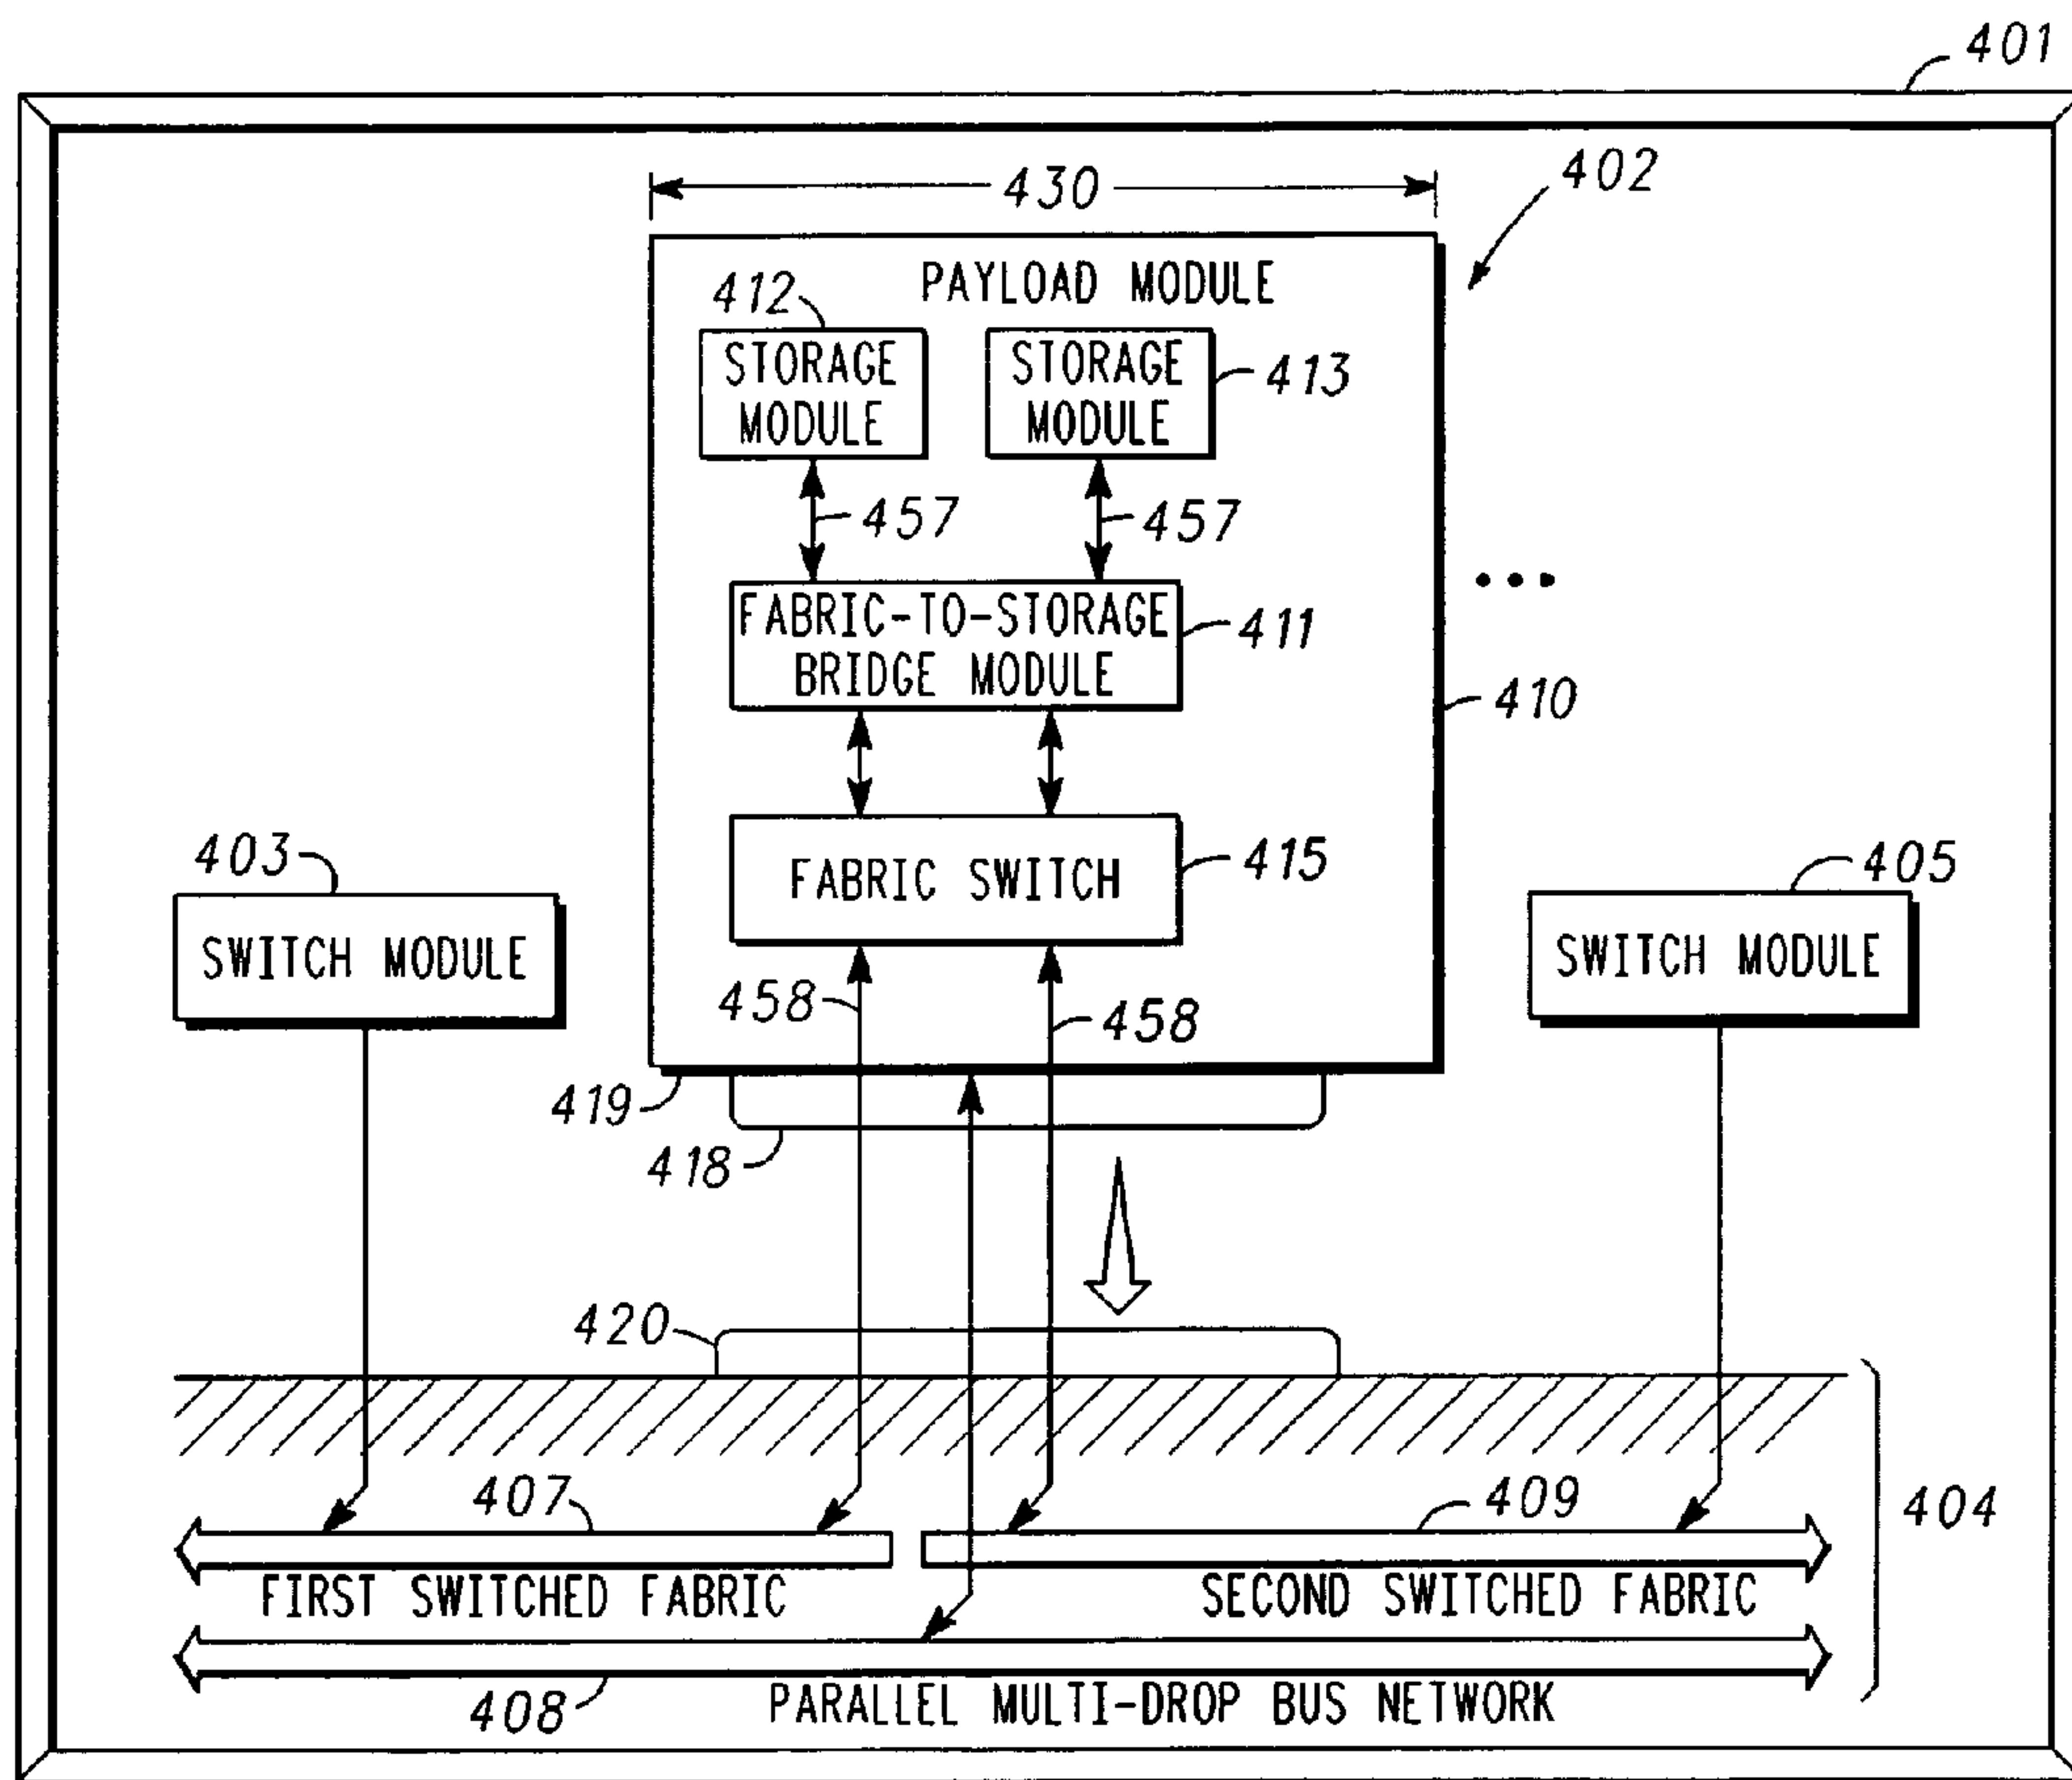 401
430
402
PAYLOAD MODULE
412
STORAGE
MODULE
STORAGE
MODULE
413
457
457
FABRIC-TO-STORAGE
BRIDGE MODULE
411
410
403
FABRIC SWITCH
415
405
SWITCH MODULE
SWITCH MODULE
458
458
419
418
420
407
409
404
FIRST SWITCHED FABRIC
SECOND SWITCHED FABRIC
408
PARALLEL MULTI-DROP BUS NETWORK